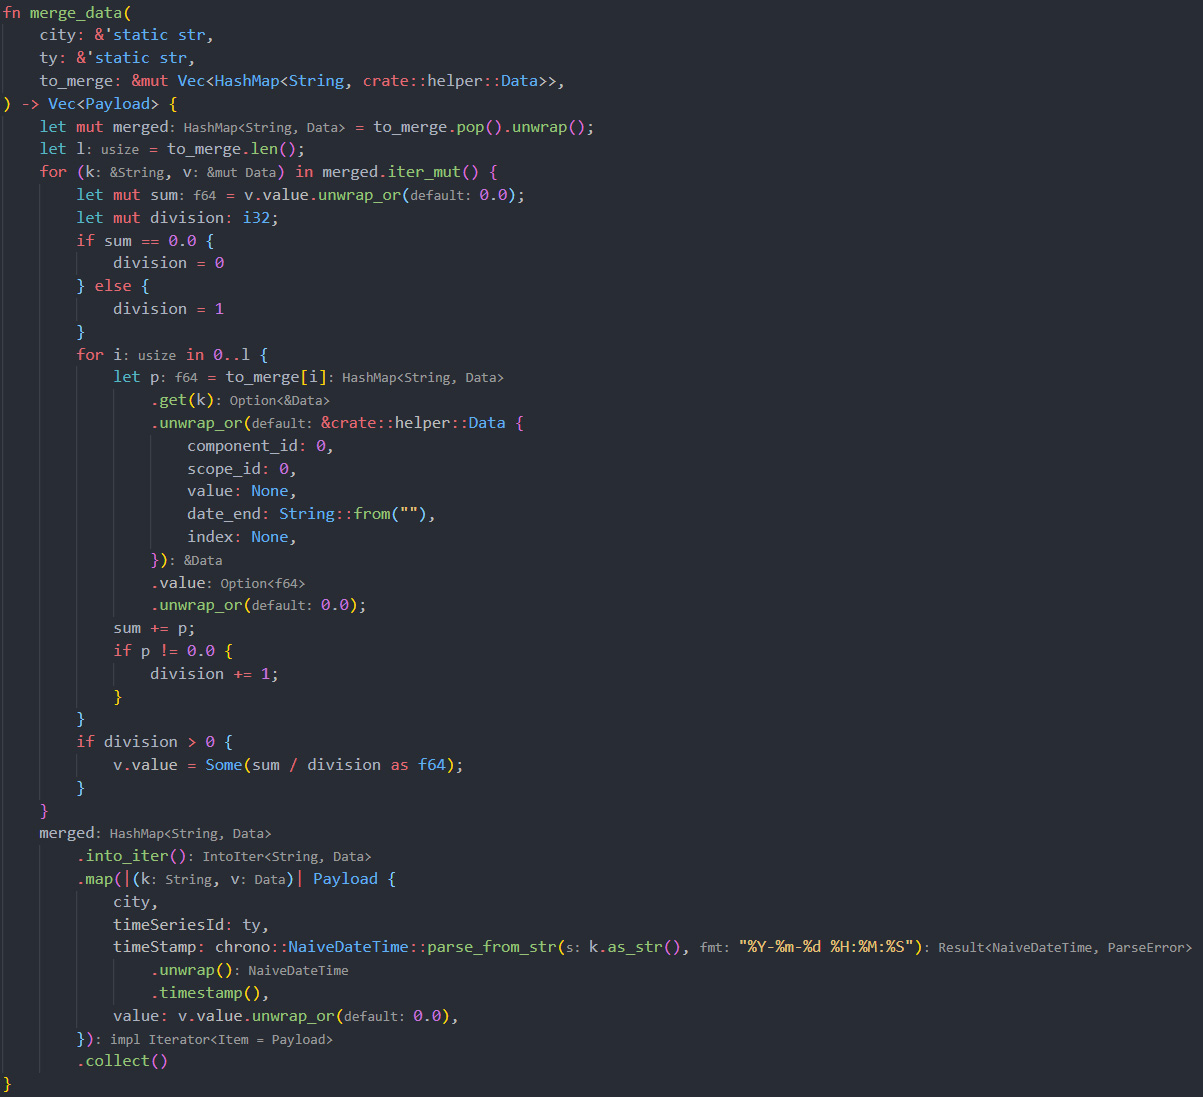 fn merge_data(
    city: &'static str,
    ty: &'static str,
    to_merge: &mut Vec<HashMap<String, crate::helper::Data>>,
) -> Vec<Payload> {
    let mut merged: HashMap<String, Data> = to_merge.pop().unwrap();
    let l: usize = to_merge.len();
    for (k: &String, v: &mut Data) in merged.iter_mut() {
        let mut sum: f64 = v.value.unwrap_or(default: 0.0);
        let mut division: i32;
        if sum == 0.0 {
            division = 0
        } else {
            division = 1
        }
        for i: usize in 0..l {
            let p: f64 = to_merge[i]: HashMap<String, Data>
                .get(k): Option<&Data>
                .unwrap_or(default: &crate::helper::Data {
                    component_id: 0,
                    scope_id: 0,
                    value: None,
                    date_end: String::from(""),
                    index: None,
                }): &Data
                .value: Option<f64>
                .unwrap_or(default: 0.0);
            sum += p;
            if p != 0.0 {
                division += 1;
            }
        }
        if division > 0 {
            v.value = Some(sum / division as f64);
        }
    }
    merged: HashMap<String, Data>
        .into_iter(): IntoIter<String, Data>
        .map(|(k: String, v: Data)| Payload {
            city,
            timeSeriesId: ty,
            timeStamp: chrono::NaiveDateTime::parse_from_str(s: k.as_str(), fmt: "%Y-%m-%d %H:%M:%S"): Result<NaiveDateTime, ParseError>
                .unwrap(): NaiveDateTime
                .timestamp(),
            value: v.value.unwrap_or(default: 0.0),
        }): impl Iterator<Item = Payload>
        .collect()
}